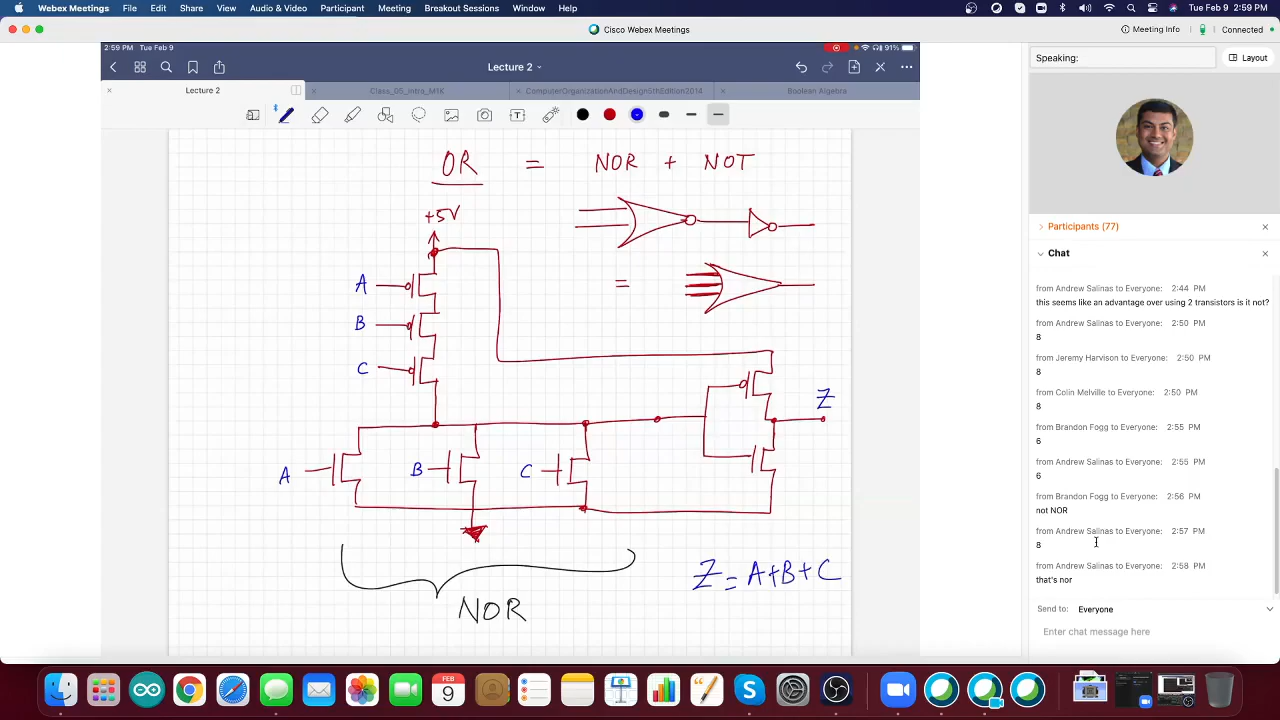 Webex Meetings File Edit Share View Audio & Video Participant Meeting Breakout Sessions Window Help Tue Feb 9 2:59 PM
Cisco Webex Meetings Meeting Info Connected
2:59 PM Tue Feb 9 91%
Lecture 2
Lecture 2 Class_05_Intra_M1K ComputerOrganizationAndDesign5thEdition2014 Boolean Algebra
OR = NOR + NOT
+5V
=
A
B
C
Z
A B C
Z = A+B+C
NOR
Speaking: Layout
Participants (77)
Chat
from Andrew Salinas to Everyone: 2:44 PM
this seems like an advantage over using 2 transistors is it not?
from Andrew Salinas to Everyone: 2:50 PM
8
from Jeremy Harvison to Everyone: 2:50 PM
8
from Colin Melville to Everyone: 2:50 PM
8
from Brandon Fogg to Everyone: 2:55 PM
6
from Andrew Salinas to Everyone: 2:55 PM
6
from Brandon Fogg to Everyone: 2:56 PM
not NOR
from Andrew Salinas to Everyone: 2:57 PM
8
from Andrew Salinas to Everyone: 2:58 PM
that's nor
Send to: Everyone
Enter chat message here
FEB
9